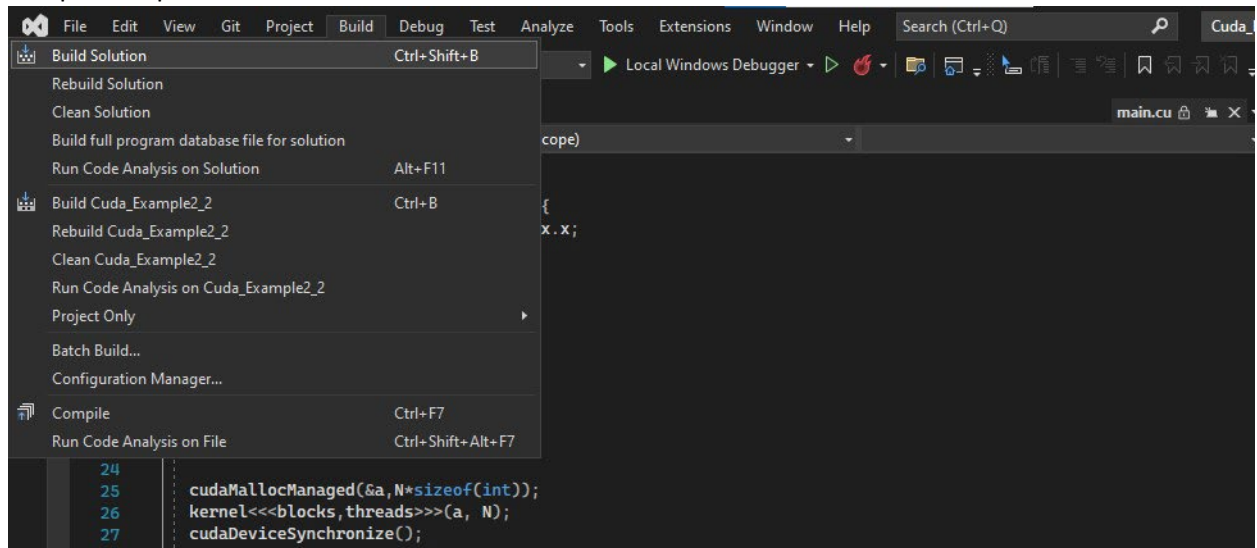 File Edit View Git Project Build Debug Test Analyze Tools Extensions Window Help Search (Ctrl+Q) Cuda_
Build Solution Ctrl+Shift+B
Local Windows Debugger
Rebuild Solution
Clean Solution
main.cu
Build full program database file for solution
cope)
Run Code Analysis on Solution Alt+F11
Build Cuda_Example2_2 Ctrl+B
{
Rebuild Cuda_Example2_2
x.x;
Clean Cuda_Example2_2
Run Code Analysis on Cuda_Example2_2
Project Only
Batch Build...
Configuration Manager...
Compile Ctrl+F7
Run Code Analysis on File Ctrl+Shift+Alt+F7
24
25 cudaMallocManaged(&a,N*sizeof(int));
26 kernel<<<blocks,threads>>>(a, N);
27 cudaDeviceSynchronize();